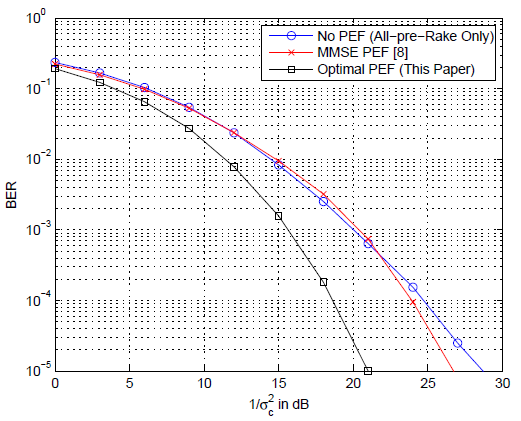 10^0
10^-1
10^-2
10^-3
10^-4
10^-5
BER
No PEF (All-pre-Rake Only)
MMSE PEF [8]
Optimal PEF (This Paper)
0 5 10 15 20 25 30
1/σ_c^2 in dB